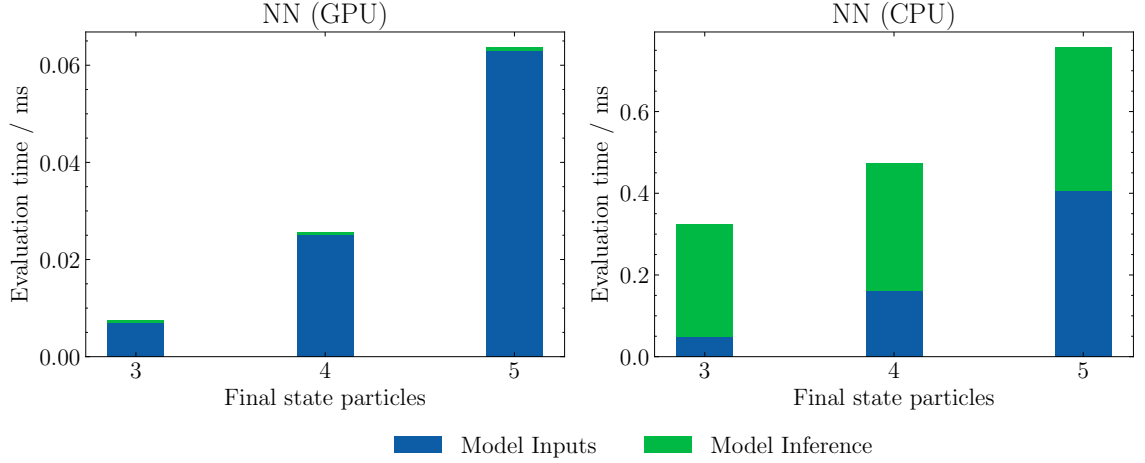 NN (GPU)
Evaluation time / ms
0.06
0.04
0.02
0.00
3 4 5
Final state particles
NN (CPU)
Evaluation time / ms
0.6
0.4
0.2
0.0
3 4 5
Final state particles
Model Inputs Model Inference